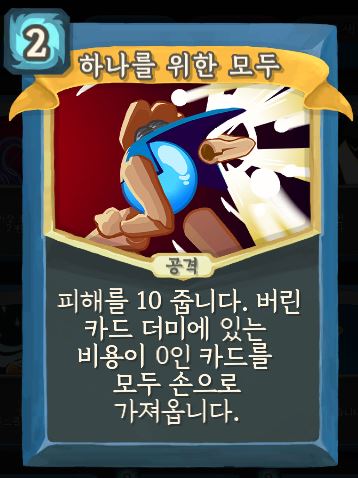 2
하나를 위한 모두
공격
피해를 10 줍니다. 버린
카드 더미에 있는
비용이 0인 카드를
모두 손으로
가져옵니다.